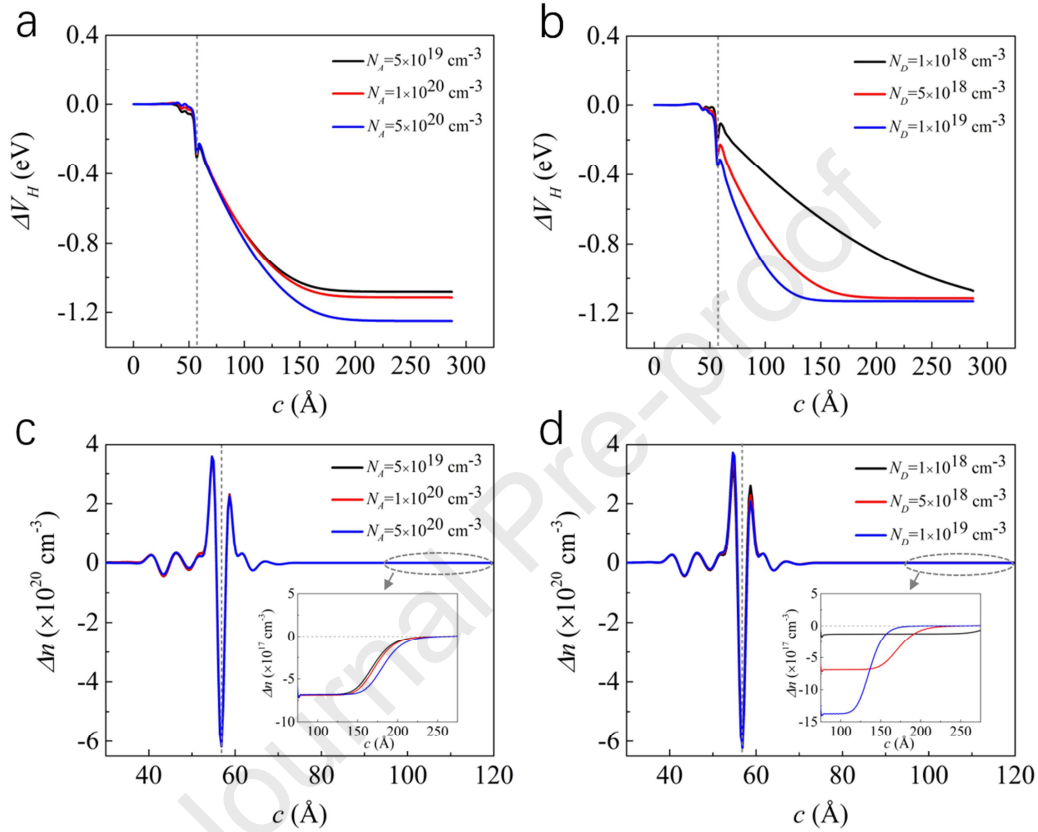 a
0.4
0.0
-0.4
-0.8
-1.2
ΔV_H (eV)
N_A=5×10^19 cm^-3
N_A=1×10^20 cm^-3
N_A=5×10^20 cm^-3
0 50 100 150 200 250 300
c (Å)
b
0.4
0.0
-0.4
-0.8
-1.2
ΔV_H (eV)
N_D=1×10^18 cm^-3
N_D=5×10^18 cm^-3
N_D=1×10^19 cm^-3
0 50 100 150 200 250 300
c (Å)
c
4
2
0
-2
-4
-6
Δn (×10^20 cm^-3)
N_A=5×10^19 cm^-3
N_A=1×10^20 cm^-3
N_A=5×10^20 cm^-3
5
0
-5
-10
Δn (×10^17 cm^-3)
100 150 200 250
c (Å)
40 60 80 100 120
c (Å)
d
4
2
0
-2
-4
-6
Δn (×10^20 cm^-3)
N_D=1×10^18 cm^-3
N_D=5×10^18 cm^-3
N_D=1×10^19 cm^-3
5
0
-5
-10
-15
Δn (×10^17 cm^-3)
100 150 200 250
c (Å)
40 60 80 100 120
c (Å)
Journal Pre-proof